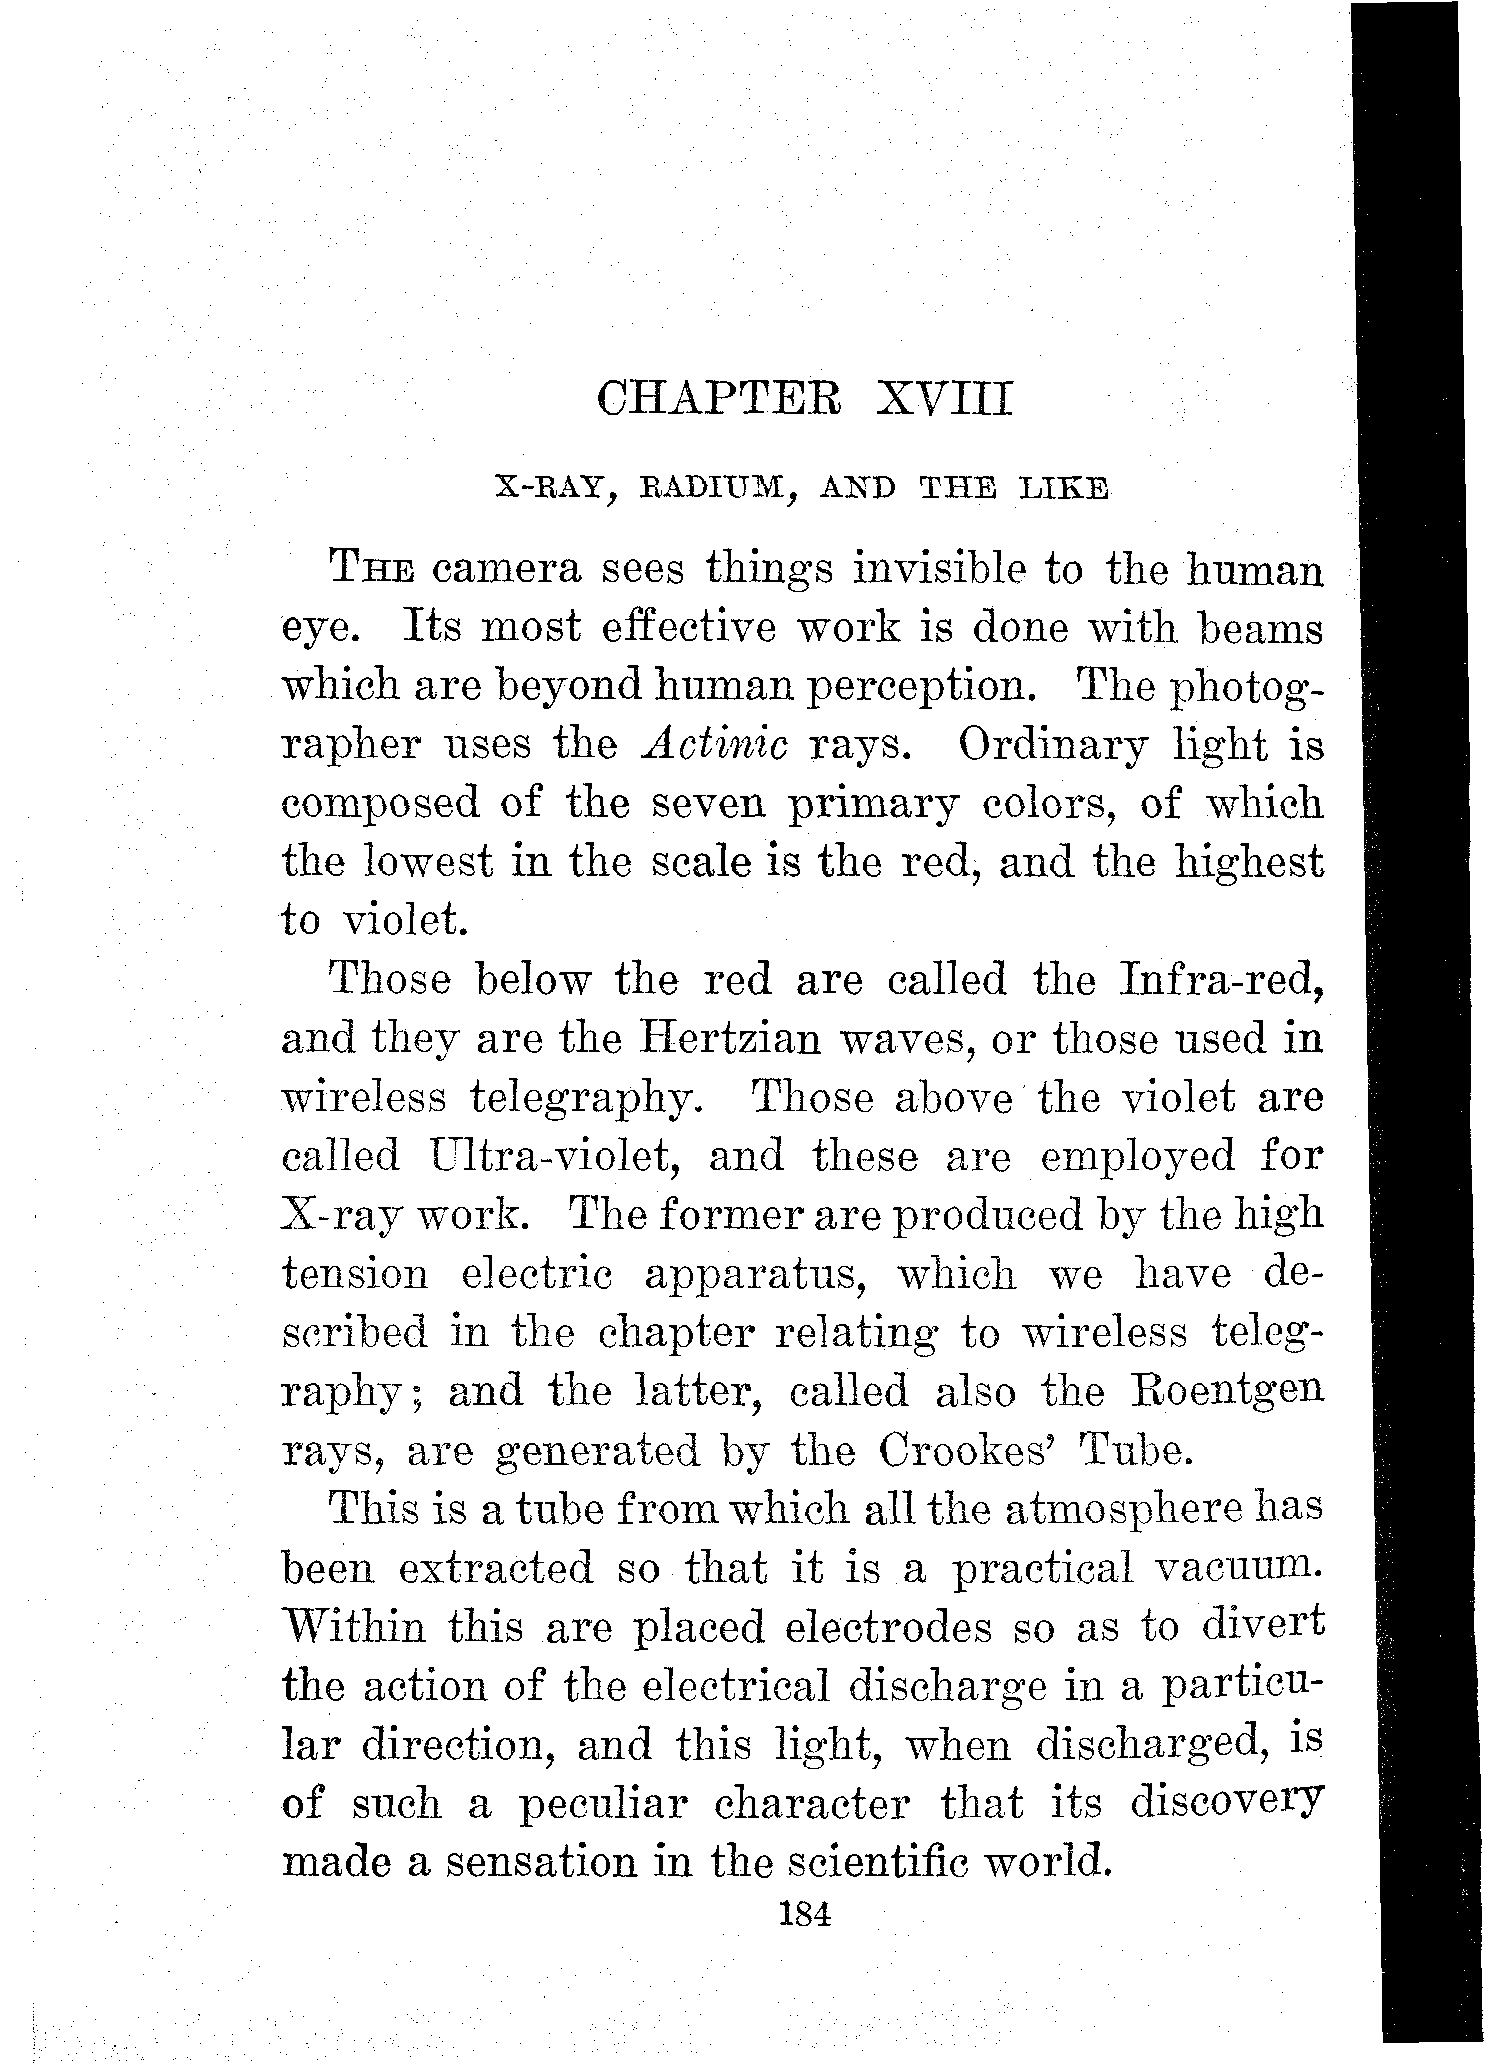 CHAPTER XVIII
X-RAY, RADIUM, AND THE LIKE
THE camera sees things invisible to the human
eye. Its most effective work is done with beams
which are beyond human perception. The photog-
rapher uses the Actinic rays. Ordinary light is
composed of the seven primary colors, of which
the lowest in the scale is the red, and the highest
to violet.
Those below the red are called the Infra-red,
and they are the Hertzian waves, or those used in
wireless telegraphy. Those above the violet are
called Ultra-violet, and these are employed for
X-ray work. The former are produced by the high
tension electric apparatus, which we have de-
scribed in the chapter relating to wireless teleg-
raphy; and the latter, called also the Roentgen
rays, are generated by the Crookes' Tube.
This is a tube from which all the atmosphere has
been extracted so that it is a practical vacuum.
Within this are placed electrodes so as to divert
the action of the electrical discharge in a particu-
lar direction, and this light, when discharged, is
of such a peculiar character that its discovery
made a sensation in the scientific world.
184